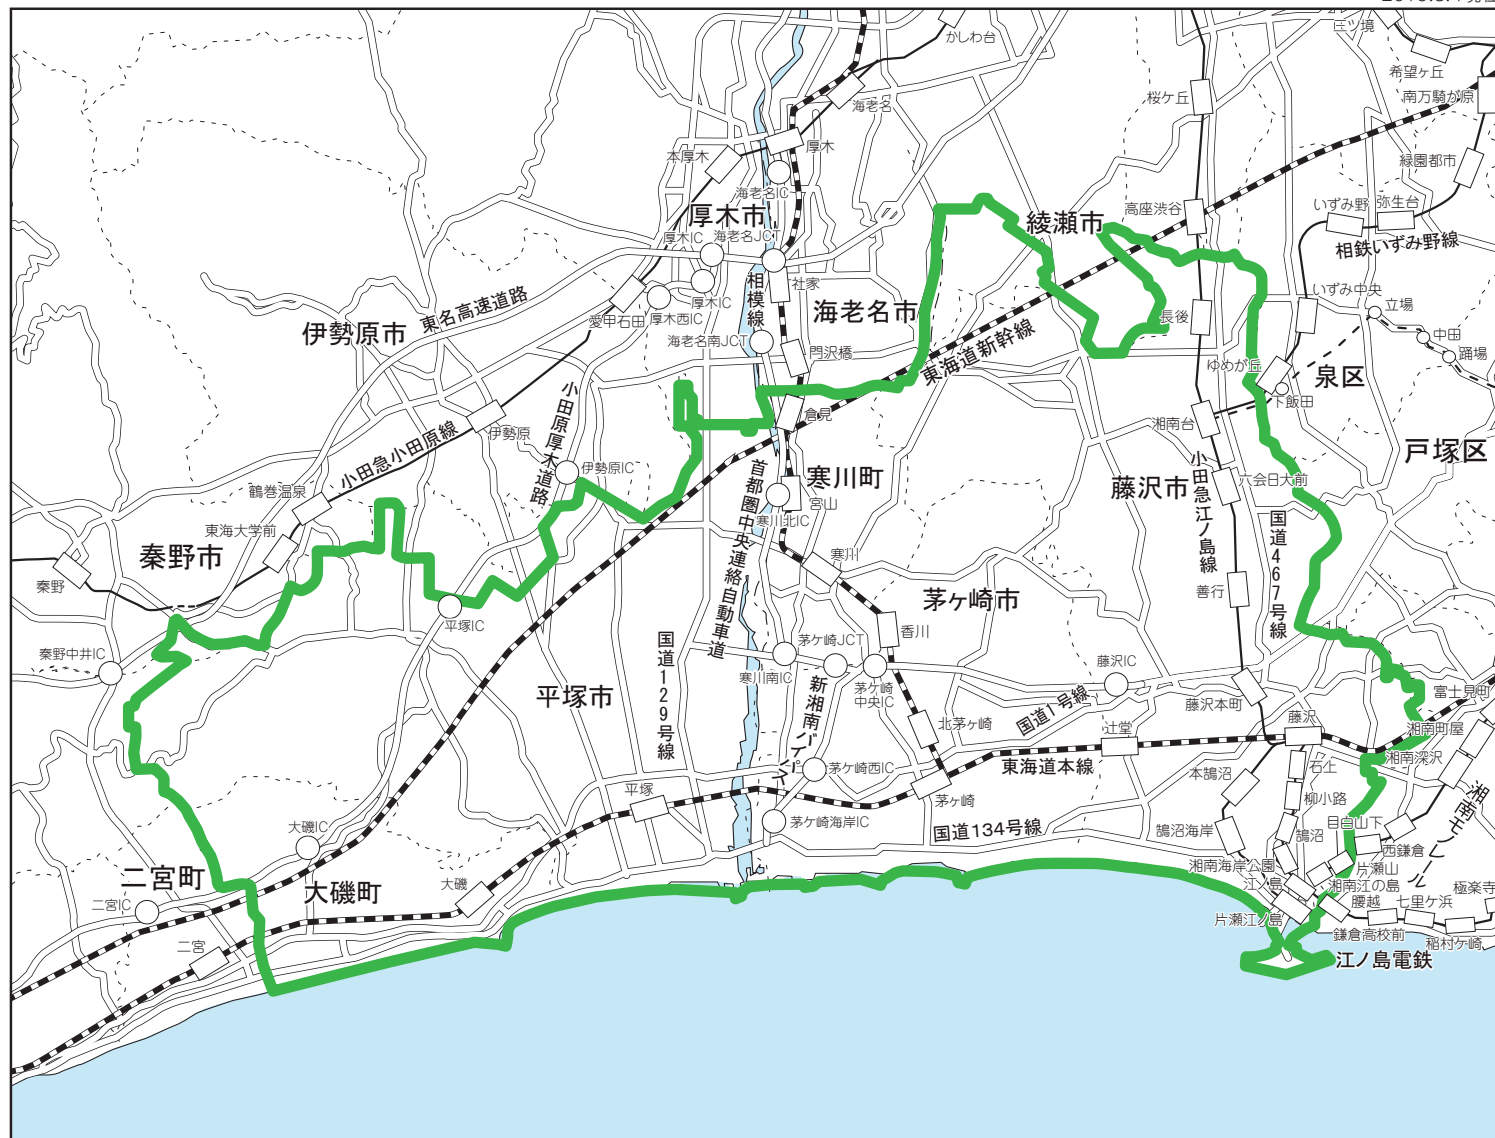 かしわ台
三ツ境
希望ヶ丘
南万騎が原
桜ケ丘
海老名
厚木
本厚木
緑園都市
海老名IC
厚木市
高座渋谷
いずみ野
弥生台
綾瀬市
厚木IC
海老名JCT
相鉄いずみ野線
社家
相模線
東名高速道路
厚木IC
いずみ中央
愛甲石田
厚木西IC
海老名市
立場
長後
伊勢原市
海老名南JCT
中田
門沢橋
東海道新幹線
踊場
ゆめが丘
泉区
小田原厚木道路
下飯田
倉見
湘南台
伊勢原
小田急小田原線
戸塚区
伊勢原IC
首都圏中央連絡自動車道
寒川町
藤沢市
小田急江ノ島線
六会日大前
鶴巻温泉
宮山
寒川北IC
国道467号線
東海大学前
秦野市
寒川
秦野
善行
茅ヶ崎市
平塚IC
香川
国道129号線
茅ケ崎JCT
秦野中井IC
寒川南IC
藤沢IC
新湘南バイパス
茅ケ崎
中央IC
平塚市
国道1号線
富士見町
藤沢本町
北茅ヶ崎
藤沢
辻堂
湘南町屋
東海道本線
湘南深沢
茅ケ崎西IC
石上
本鵠沼
平塚
茅ヶ崎
柳小路
湘南モノレール
茅ケ崎海岸IC
国道134号線
目白山下
大磯IC
鵠沼海岸
鵠沼
西鎌倉
湘南海岸公園
片瀬山
二宮町
大磯町
大磯
江ノ島
湘南江の島
極楽寺
二宮IC
腰越
七里ケ浜
片瀬江ノ島
鎌倉高校前
稲村ケ崎
二宮
江ノ島電鉄